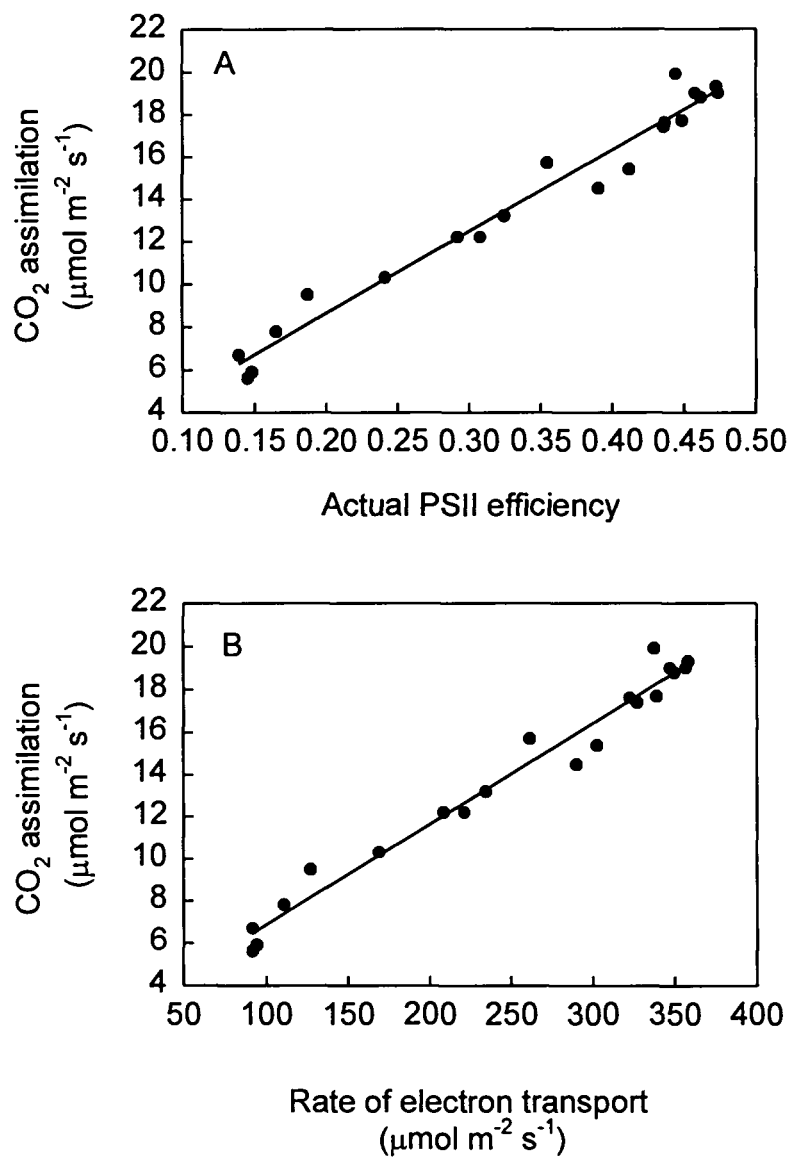 A
22
20
18
16
14
12
10
8
6
4
CO₂ assimilation
(μmol m⁻² s⁻¹)
0.10 0.15 0.20 0.25 0.30 0.35 0.40 0.45 0.50
Actual PSII efficiency
B
22
20
18
16
14
12
10
8
6
4
CO₂ assimilation
(μmol m⁻² s⁻¹)
50 100 150 200 250 300 350 400
Rate of electron transport
(μmol m⁻² s⁻¹)